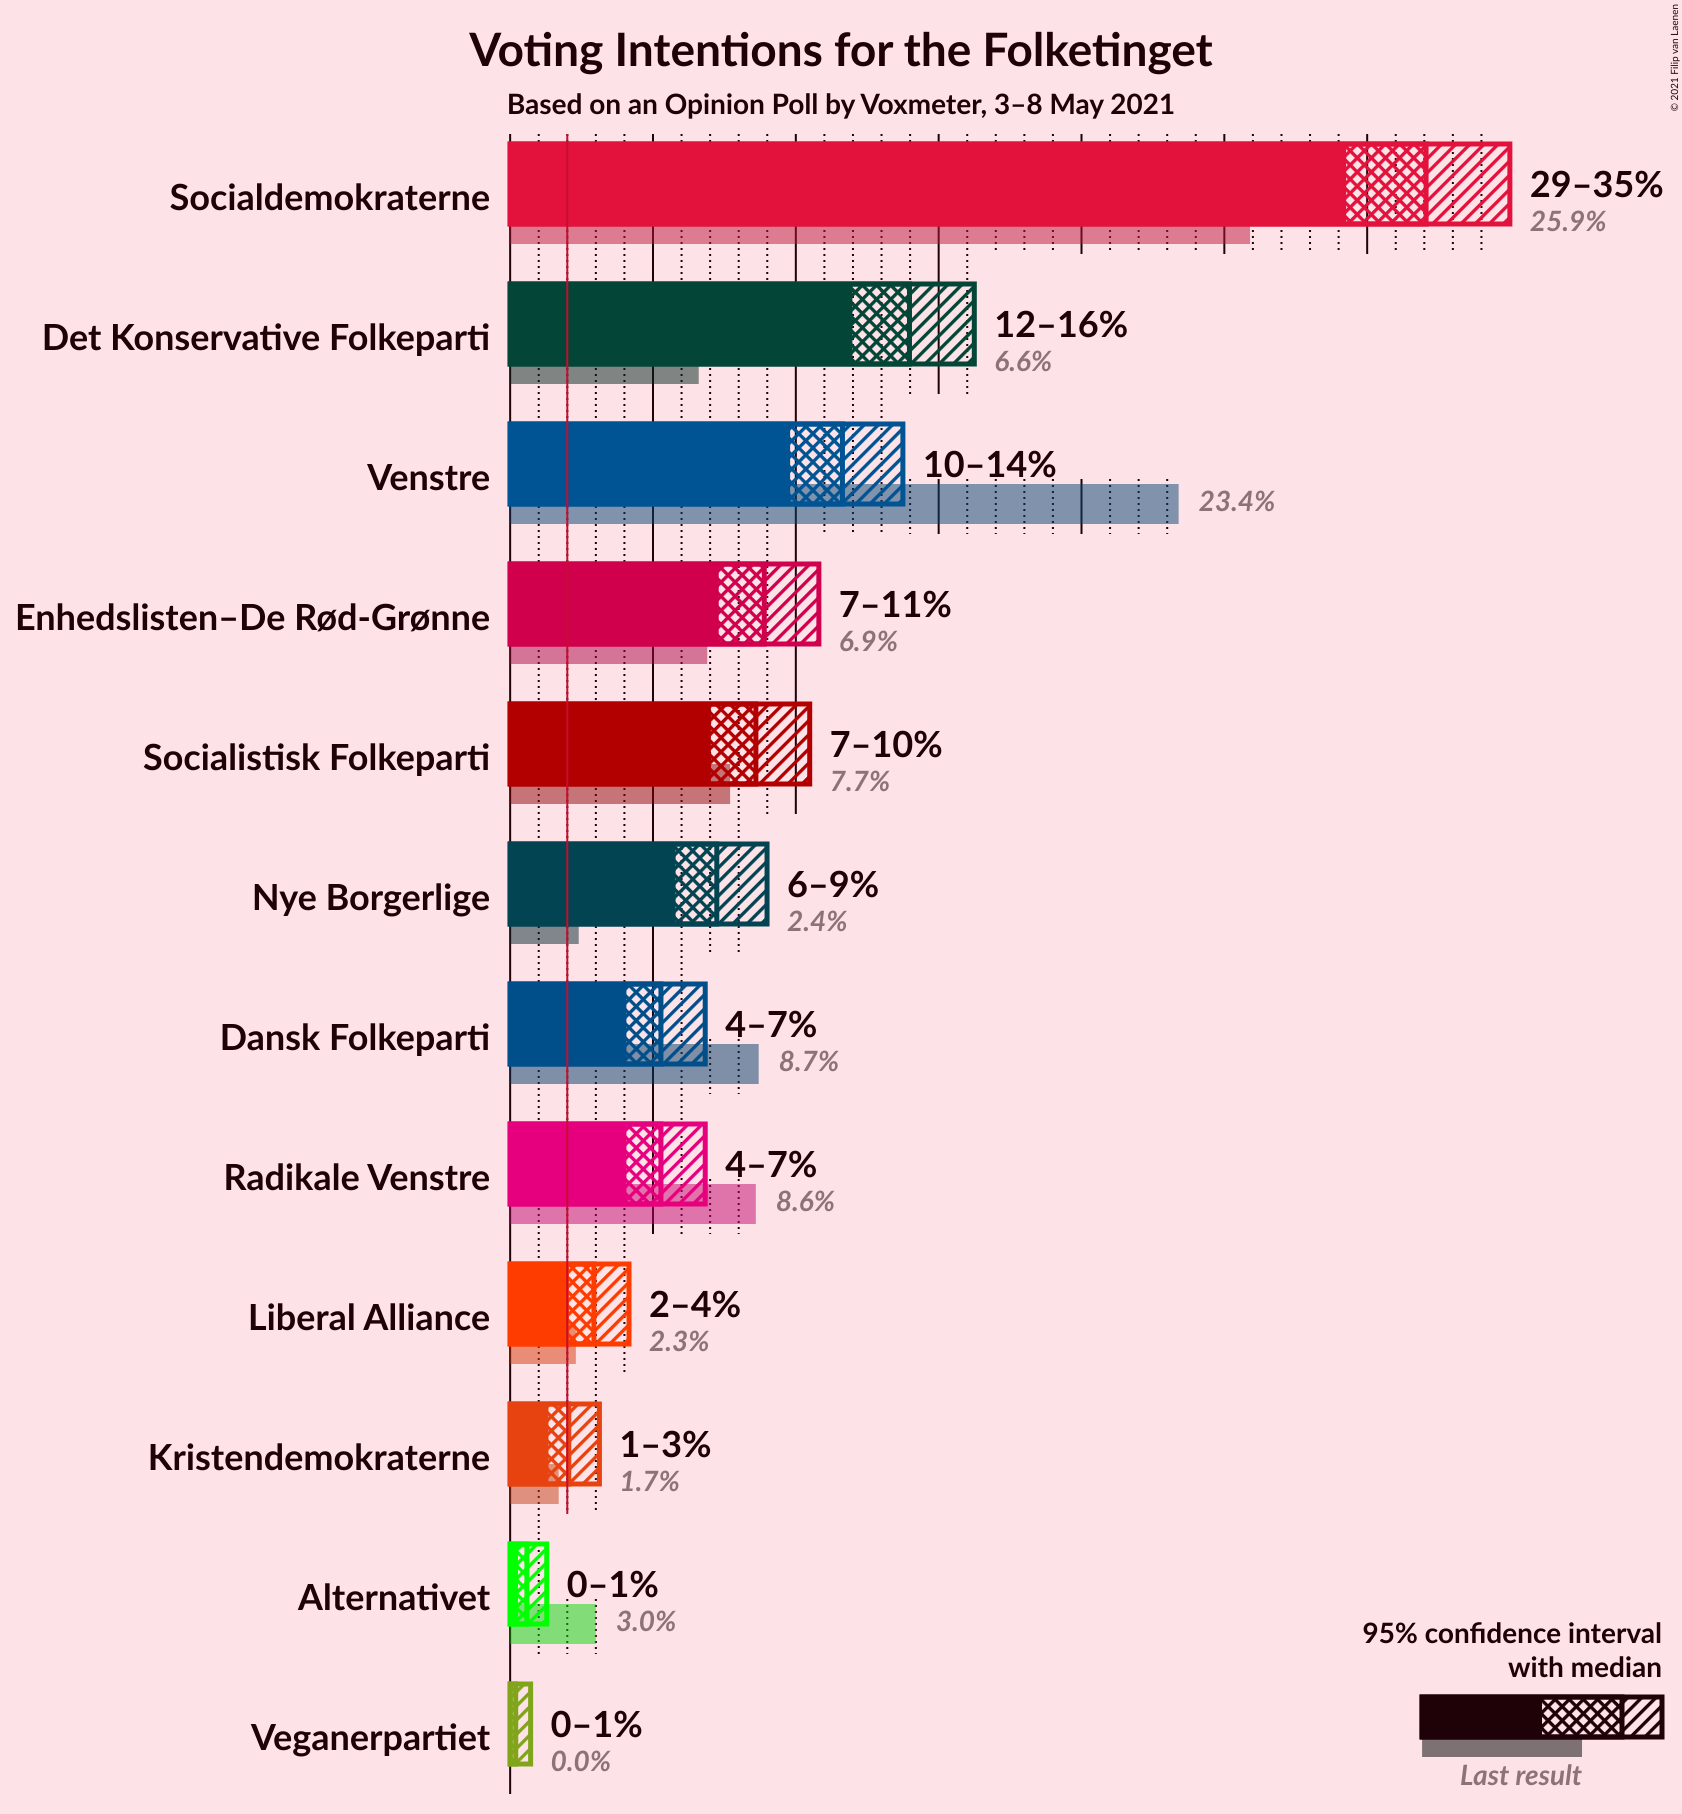 Voting Intentions for the Folketinget
Based on an Opinion Poll by Voxmeter, 3–8 May 2021
© 2021 Filip van Laenen
Socialdemokraterne
29–35%
25.9%
Det Konservative Folkeparti
12–16%
6.6%
Venstre
10–14%
23.4%
Enhedslisten–De Rød-Grønne
7–11%
6.9%
Socialistisk Folkeparti
7–10%
7.7%
Nye Borgerlige
6–9%
2.4%
Dansk Folkeparti
4–7%
8.7%
Radikale Venstre
4–7%
8.6%
Liberal Alliance
2–4%
2.3%
Kristendemokraterne
1–3%
1.7%
Alternativet
0–1%
3.0%
Veganerpartiet
0–1%
0.0%
95% confidence interval
with median
Last result